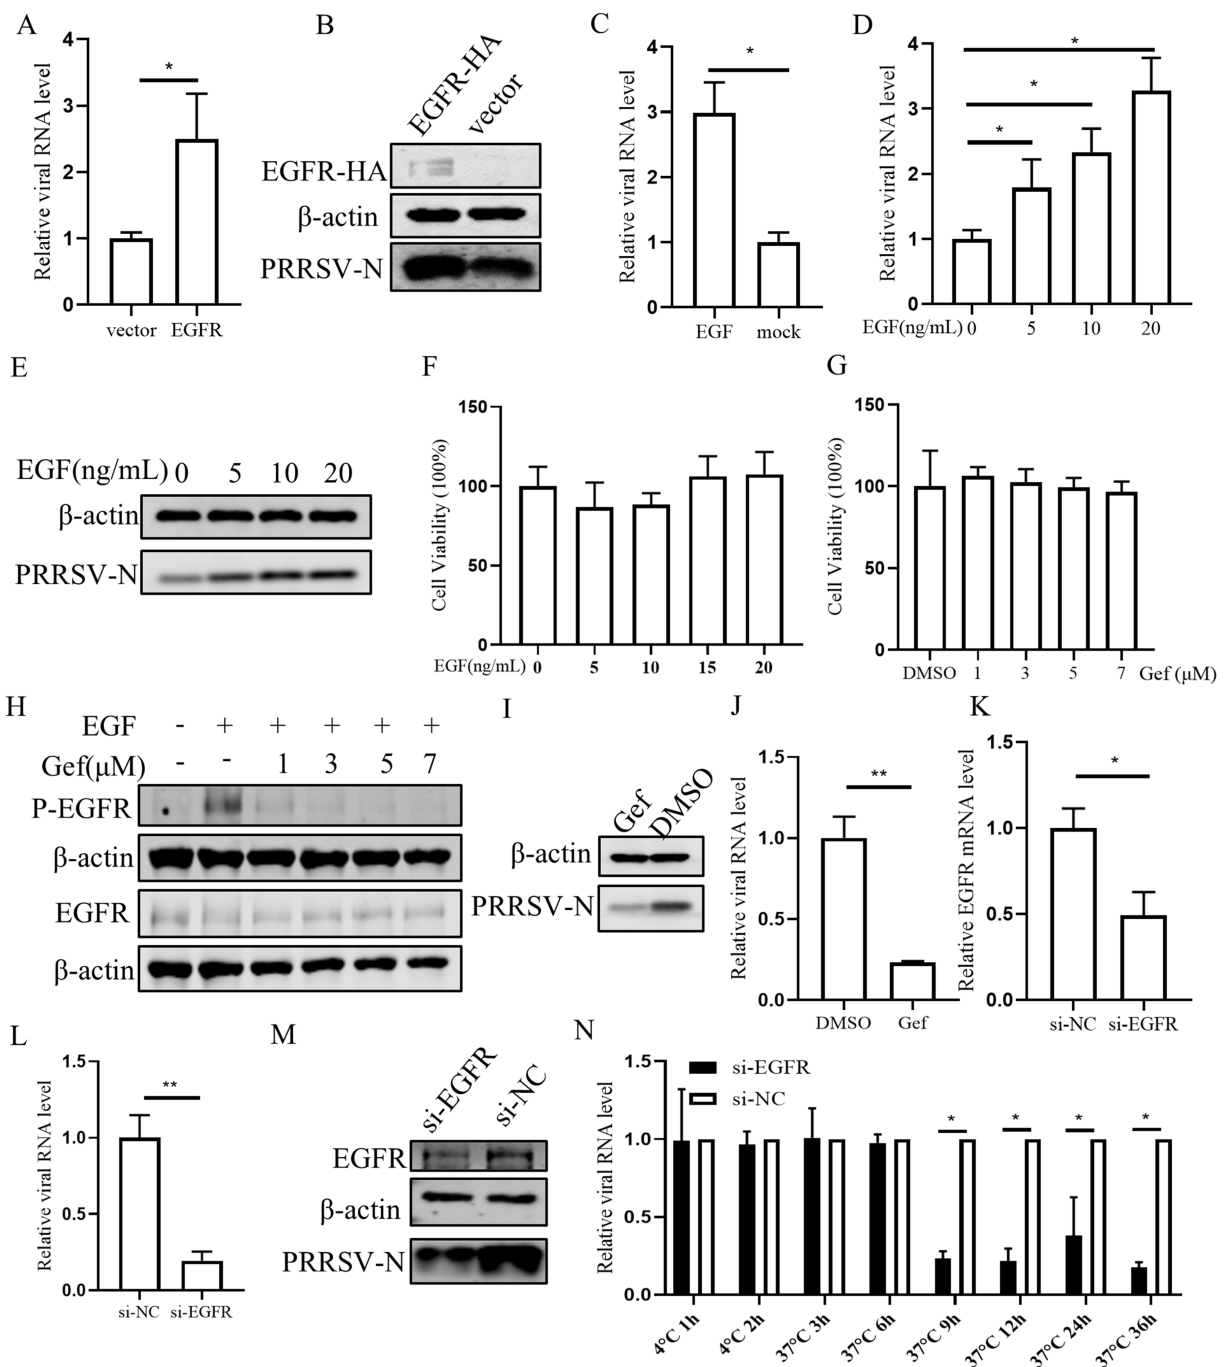 A
Relative viral RNA level
4
3
2
1
0
*
vector EGFR
B
EGFR-HA vector
EGFR-HA
β-actin
PRRSV-N
C
Relative viral RNA level
4
3
2
1
0
*
EGF mock
D
Relative viral RNA level
4
3
2
1
0
*
*
*
EGF(ng/mL) 0 5 10 20
E
EGF(ng/mL) 0 5 10 20
β-actin
PRRSV-N
F
Cell Viability (100%)
150
100
50
0
EGF(ng/mL) 0 5 10 15 20
G
Cell Viability (100%)
150
100
50
0
DMSO 1 3 5 7 Gef (μM)
H
EGF - + + + + +
Gef(μM) - - 1 3 5 7
P-EGFR
β-actin
EGFR
β-actin
I
Gef DMSO
β-actin
PRRSV-N
J
Relative viral RNA level
1.5
1.0
0.5
0.0
**
DMSO Gef
K
Relative EGFR mRNA level
1.5
1.0
0.5
0.0
*
si-NC si-EGFR
L
Relative viral RNA level
1.5
1.0
0.5
0.0
**
si-NC si-EGFR
M
si-EGFR si-NC
EGFR
β-actin
PRRSV-N
N
Relative viral RNA level
1.5
1.0
0.5
0.0
si-EGFR
si-NC
* * * *
4°C 1h 4°C 2h 37°C 3h 37°C 6h 37°C 9h 37°C 12h 37°C 24h 37°C 36h